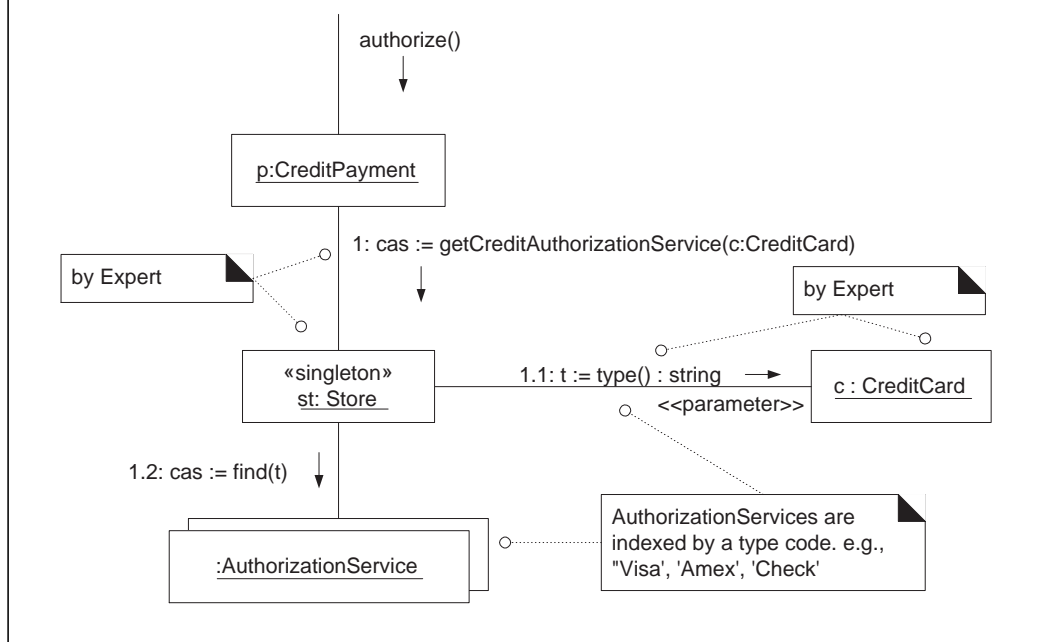 authorize()
p:CreditPayment
1: cas := getCreditAuthorizationService(c:CreditCard)
by Expert
by Expert
«singleton»
st: Store
1.1: t := type() : string
<<parameter>>
c : CreditCard
1.2: cas := find(t)
:AuthorizationService
AuthorizationServices are
indexed by a type code. e.g.,
"Visa', 'Amex', 'Check'